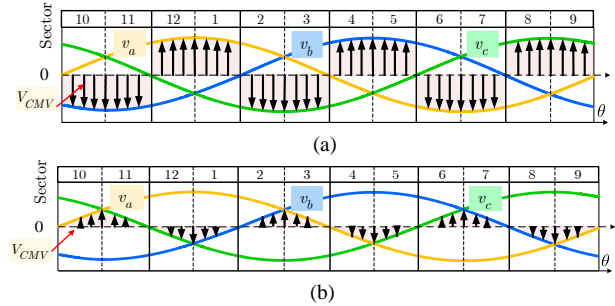 Sector 10 11 12 1 2 3 4 5 6 7 8 9
v_a v_b v_c
0
V_CMV
θ
(a)
Sector 10 11 12 1 2 3 4 5 6 7 8 9
v_a v_b v_c
0
V_CMV
θ
(b)